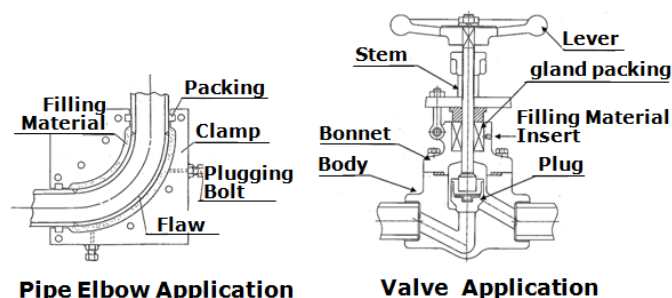 Lever
Stem
gland packing
Packing
Filling
Material
Clamp
Filling Material
Insert
Bonnet
Plugging
Bolt
Body
Plug
Flaw
Pipe Elbow Application
Valve Application